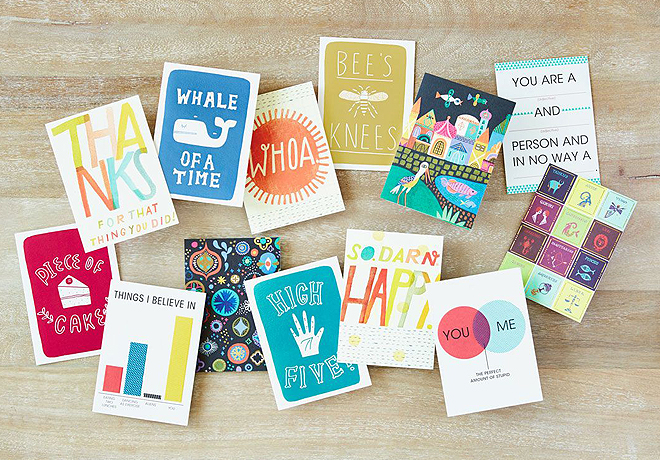 THA
NKS
FOR THAT
THING YOU DID!
WHALE
OF A
TIME
WHOA
BEE'S
KNEES
YOU ARE A
AND
PERSON AND
IN NO WAY A
PIECE OF
CAKE
THINGS I BELIEVE IN
HIGH
FIVE!
SO DARN
HAPPY.
YOU
ME
THE PERFECT
AMOUNT OF STUPID